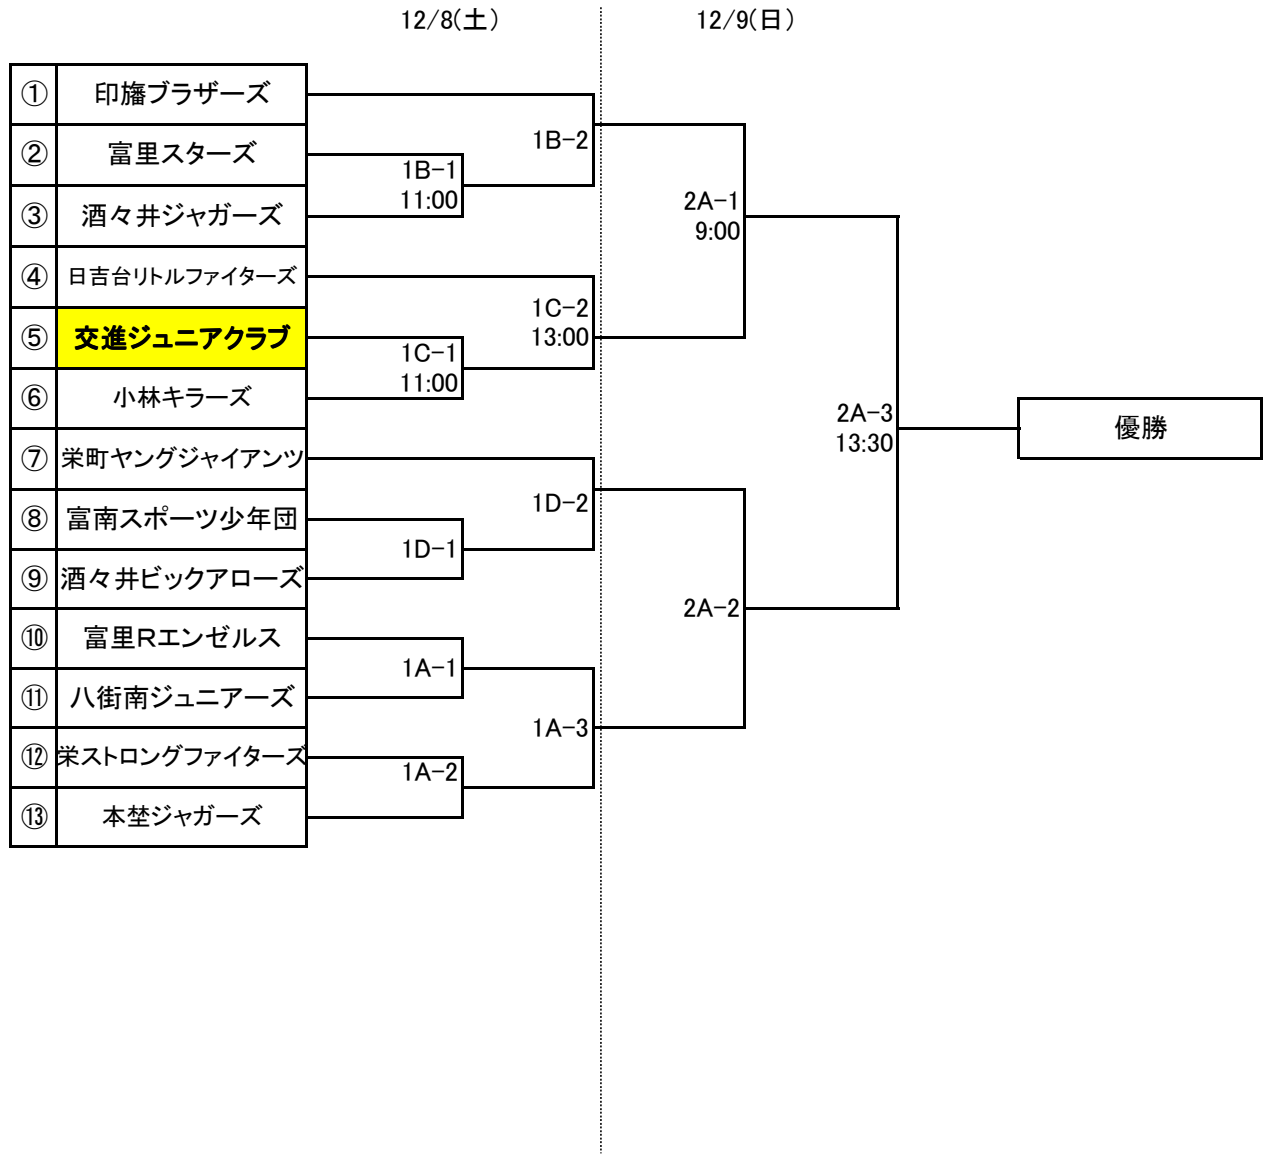 12/8(土)
12/9(日)
① 印旛ブラザーズ
② 富里スターズ
③ 酒々井ジャガーズ
④ 日吉台リトルファイターズ
⑤ 交進ジュニアクラブ
⑥ 小林キラーズ
⑦ 栄町ヤングジャイアンツ
⑧ 富南スポーツ少年団
⑨ 酒々井ビックアローズ
⑩ 富里Rエンゼルス
⑪ 八街南ジュニアーズ
⑫ 栄ストロングファイターズ
⑬ 本埜ジャガーズ
1B-1
11:00
1C-1
11:00
1D-1
1A-1
1A-2
1B-2
1C-2
13:00
1D-2
1A-3
2A-1
9:00
2A-2
2A-3
13:30
優勝